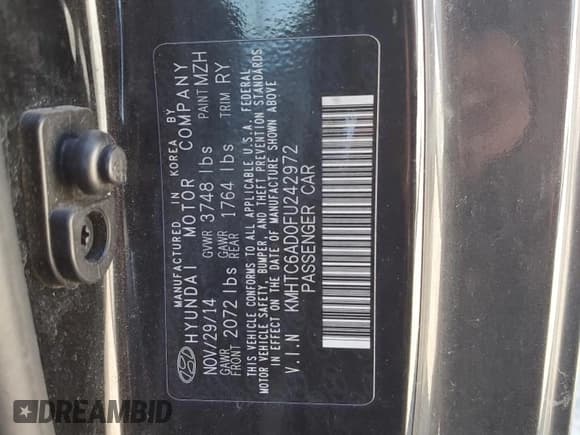 MANUFACTURED IN KOREA BY
HYUNDAI MOTOR COMPANY
NOV/29/14 GVWR 3748 lbs PAINT MZH
GAWR FRONT 2072 lbs GAWR REAR 1764 lbs TRIM RY
THIS VEHICLE CONFORMS TO ALL APPLICABLE U.S.A. FEDERAL
MOTOR VEHICLE SAFETY, BUMPER, AND THEFT PREVENTION STANDARDS
IN EFFECT ON THE DATE OF MANUFACTURE SHOWN ABOVE
V.I.N KMHTC6AD0FU242972
PASSENGER CAR
DREAMBID